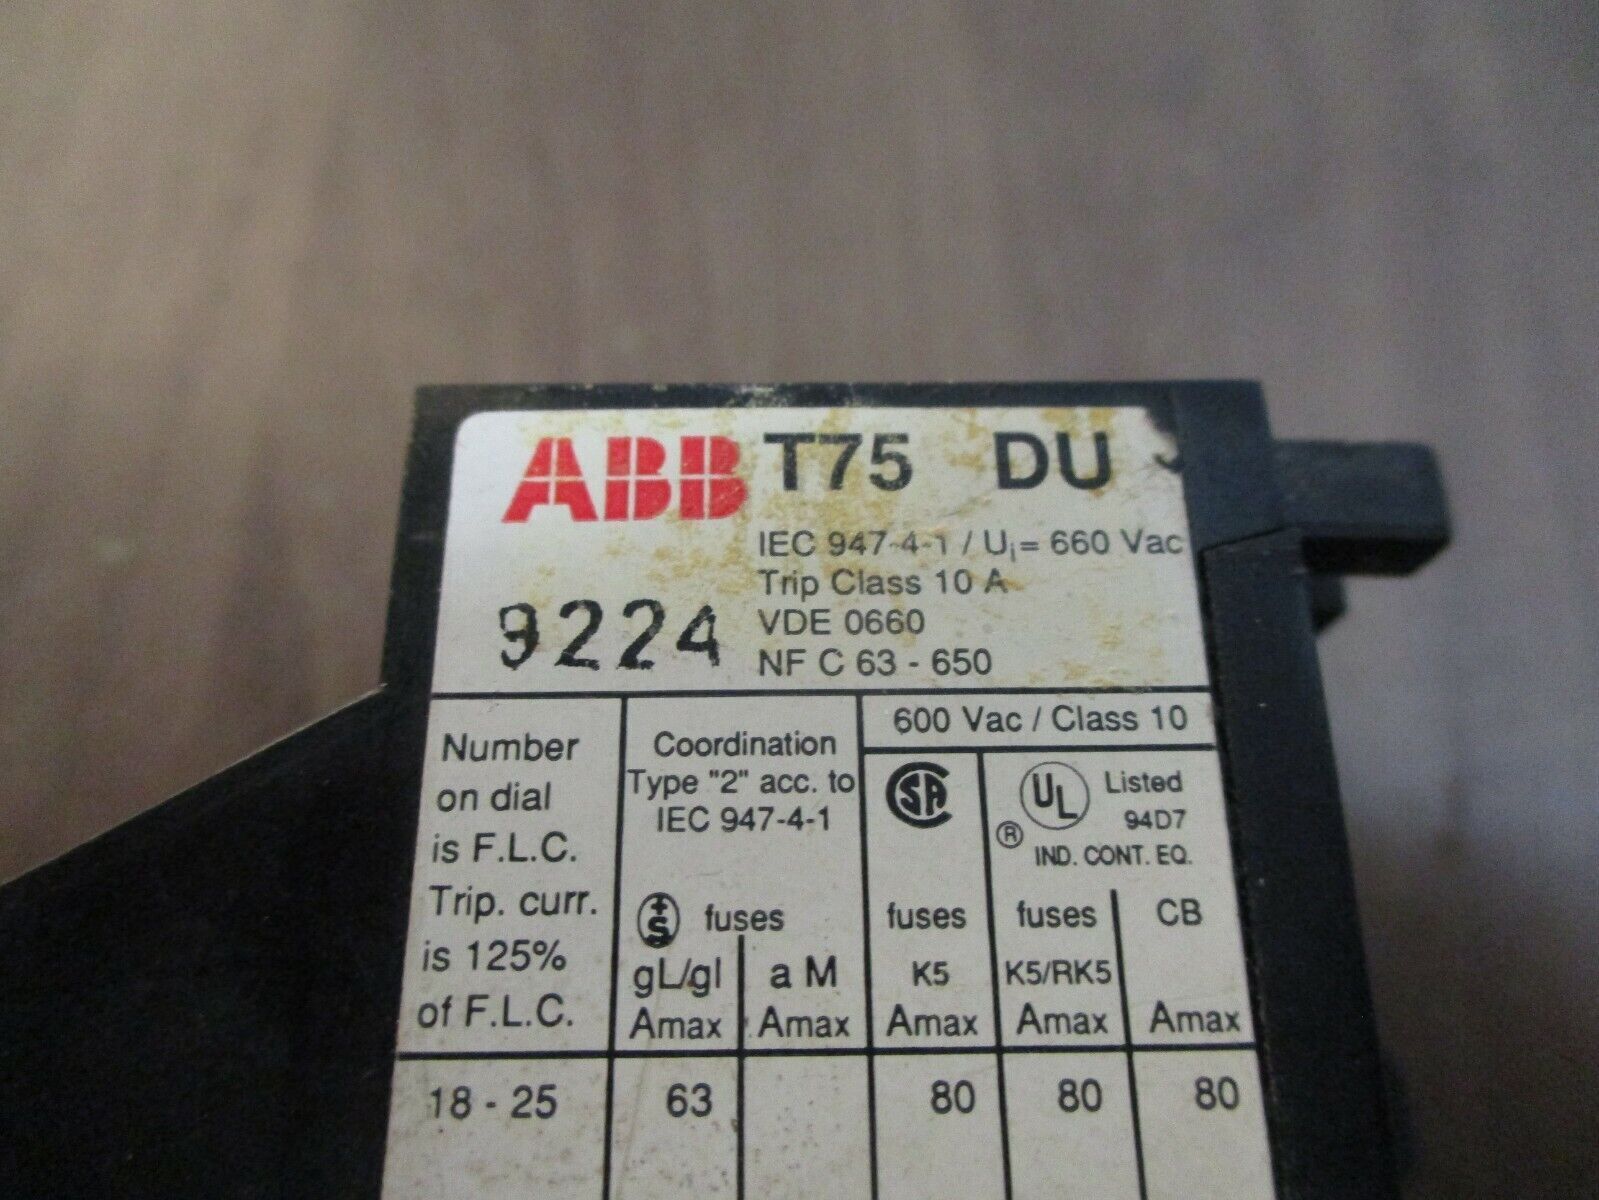 ABB T75 DU
IEC 947-4-1 / Ui= 660 Vac
Trip Class 10 A
9224
VDE 0660
NF C 63 - 650
Number
on dial
is F.L.C.
Trip. curr.
is 125%
of F.L.C.
Coordination
Type "2" acc. to
IEC 947-4-1
+S fuses
gL/gl
Amax
a M
Amax
600 Vac / Class 10
SA
fuses
K5
Amax
UL Listed
94D7
® IND. CONT. EQ.
fuses
K5/RK5
Amax
CB
Amax
18 - 25 63 80 80 80